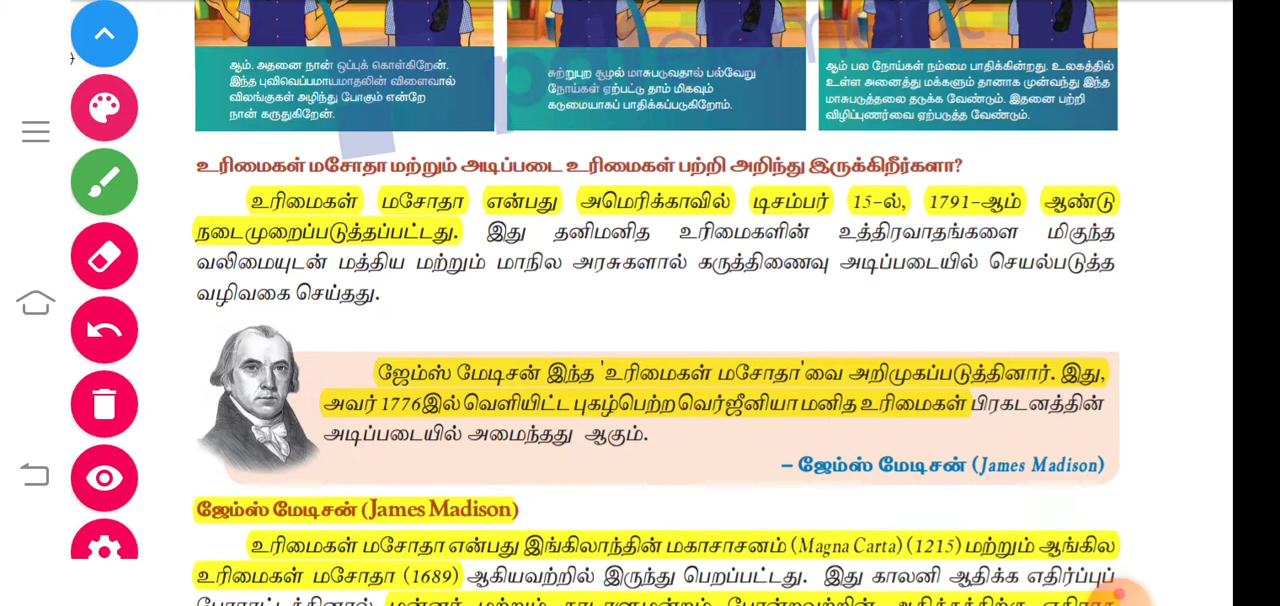 ஆம். அதனை நான் ஒப்புக் கொள்கிறேன்.
இந்த புவிவெப்பமாயமாதலின் விளைவால்
விலங்குகள் அழிந்து போகும் என்றே
நான் கருதுகிறேன்.
சுற்றுபுற சூழல் மாசுபடுவதால் பல்வேறு
நோய்கள் ஏற்பட்டு தாம் மிகவும்
கடுமையாகப் பாதிக்கப்படுகிறோம்.
ஆம் பல நோய்கள் நம்மை பாதிக்கின்றது. உலகத்தில்
உள்ள அனைத்து மக்களும் தானாக முன்வந்து இந்த
மாசுபடுத்தலை தடுக்க வேண்டும். இதனை பற்றி
விழிப்புணர்வை ஏற்படுத்த வேண்டும்.
உரிமைகள் மசோதா மற்றும் அடிப்படை உரிமைகள் பற்றி அறிந்து இருக்கிறீர்களா?
உரிமைகள் மசோதா என்பது அமெரிக்காவில் டிசம்பர் 15-ல், 1791-ஆம் ஆண்டு
நடைமுறைப்படுத்தப்பட்டது. இது தனிமனித உரிமைகளின் உத்திரவாதங்களை மிகுந்த
வலிமையுடன் மத்திய மற்றும் மாநில அரசுகளால் கருத்திணைவு அடிப்படையில் செயல்படுத்த
வழிவகை செய்தது.
ஜேம்ஸ் மேடிசன் இந்த 'உரிமைகள் மசோதா'வை அறிமுகப்படுத்தினார். இது,
அவர் 1776இல் வெளியிட்ட புகழ்பெற்ற வெர்ஜீனியா மனித உரிமைகள் பிரகடனத்தின்
அடிப்படையில் அமைந்தது ஆகும்.
– ஜேம்ஸ் மேடிசன் (James Madison)
ஜேம்ஸ் மேடிசன் (James Madison)
உரிமைகள் மசோதா என்பது இங்கிலாந்தின் மகாசாசனம் (Magna Carta) (1215) மற்றும் ஆங்கில
உரிமைகள் மசோதா (1689) ஆகியவற்றில் இருந்து பெறப்பட்டது. இது காலனி ஆதிக்க எதிர்ப்புப்